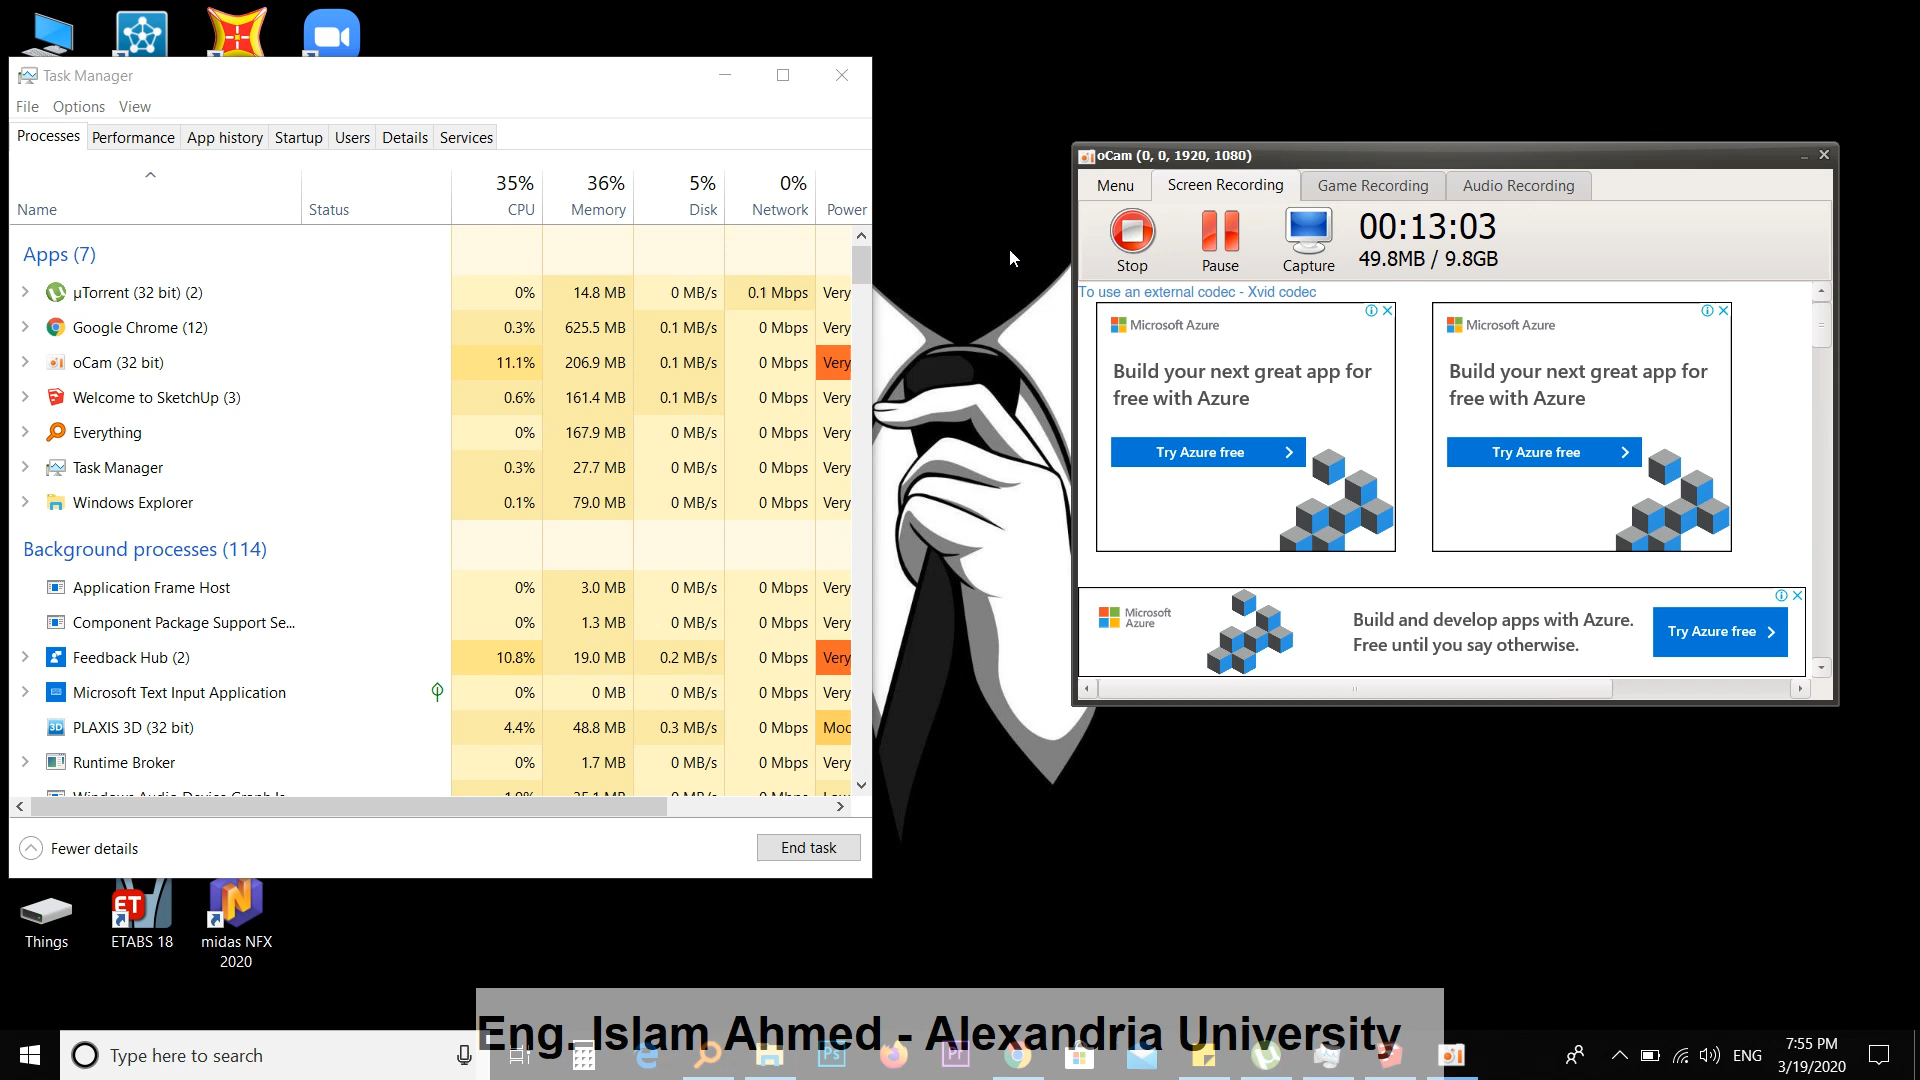 Task Manager
File Options View
Processes Performance App history Startup Users Details Services
35% 36% 5% 0%
Name Status CPU Memory Disk Network Power
Apps (7)
µTorrent (32 bit) (2) 0% 14.8 MB 0 MB/s 0.1 Mbps Very
Google Chrome (12) 0.3% 625.5 MB 0.1 MB/s 0 Mbps Very
oCam (32 bit) 11.1% 206.9 MB 0.1 MB/s 0 Mbps Very
Welcome to SketchUp (3) 0.6% 161.4 MB 0.1 MB/s 0 Mbps Very
Everything 0% 167.9 MB 0 MB/s 0 Mbps Very
Task Manager 0.3% 27.7 MB 0 MB/s 0 Mbps Very
Windows Explorer 0.1% 79.0 MB 0 MB/s 0 Mbps Very
Background processes (114)
Application Frame Host 0% 3.0 MB 0 MB/s 0 Mbps Very
Component Package Support Se... 0% 1.3 MB 0 MB/s 0 Mbps Very
Feedback Hub (2) 10.8% 19.0 MB 0.2 MB/s 0 Mbps Very
Microsoft Text Input Application 0% 0 MB 0 MB/s 0 Mbps Very
PLAXIS 3D (32 bit) 4.4% 48.8 MB 0.3 MB/s 0 Mbps Moc
Runtime Broker 0% 1.7 MB 0 MB/s 0 Mbps Very
Fewer details
End task
oCam (0, 0, 1920, 1080)
Menu Screen Recording Game Recording Audio Recording
00:13:03
49.8MB / 9.8GB
Stop Pause Capture
To use an external codec - Xvid codec
Microsoft Azure
Build your next great app for
free with Azure
Try Azure free
Microsoft Azure
Build your next great app for
free with Azure
Try Azure free
Microsoft
Azure
Build and develop apps with Azure.
Free until you say otherwise.
Try Azure free
ET
3D
Things
ETABS 18
midas NFX
2020
Eng. Islam Ahmed - Alexandria University
Type here to search
Ps
Pr
ENG
7:55 PM
3/19/2020